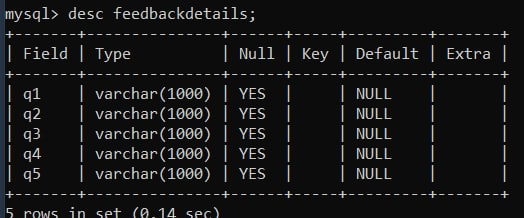 mysql> desc feedbackdetails;
+-------+---------------+------+-----+---------+-------+
| Field | Type          | Null | Key | Default | Extra |
+-------+---------------+------+-----+---------+-------+
| q1    | varchar(1000) | YES  |     | NULL    |       |
| q2    | varchar(1000) | YES  |     | NULL    |       |
| q3    | varchar(1000) | YES  |     | NULL    |       |
| q4    | varchar(1000) | YES  |     | NULL    |       |
| q5    | varchar(1000) | YES  |     | NULL    |       |
+-------+---------------+------+-----+---------+-------+
5 rows in set (0.14 sec)